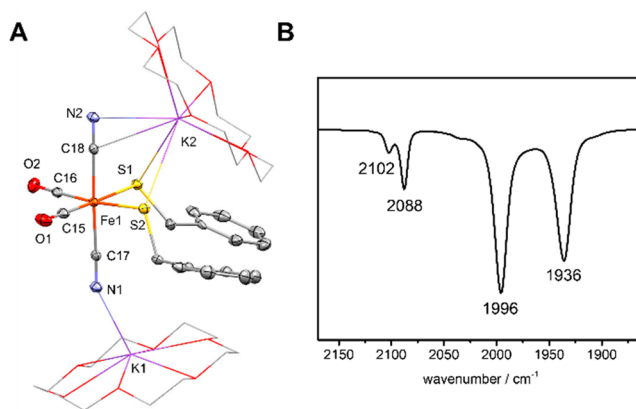 A
B
N2
K2
C18
S1
O2
C16
Fe1
O1
C15
S2
C17
N1
K1
2102
2088
1996
1936
2150 2100 2050 2000 1950 1900
wavenumber / cm⁻¹